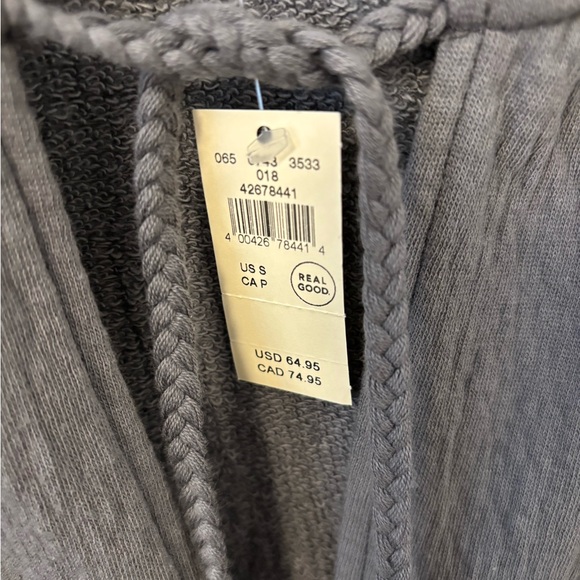 065 3533
018
42678441
4 00426 78441 4
US S
CA P
REAL
GOOD.
USD 64.95
CAD 74.95